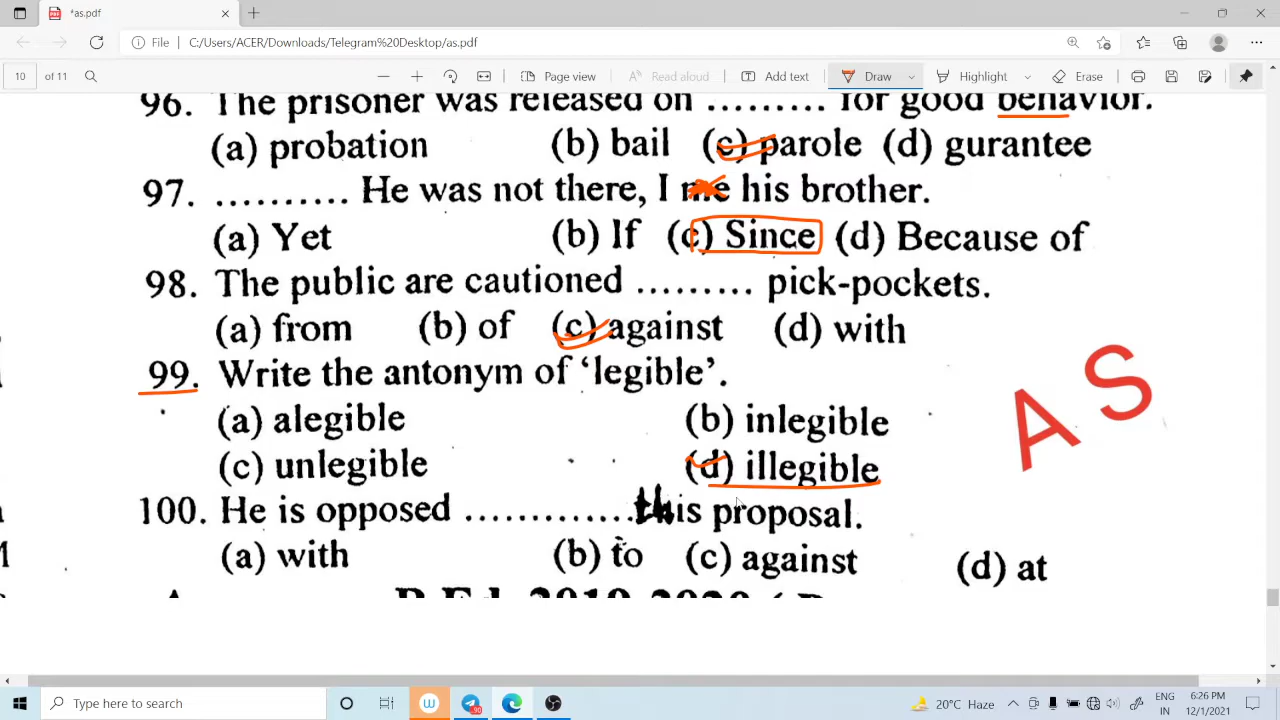 *as.pdf
File C:/Users/ACER/Downloads/Telegram%20Desktop/as.pdf
10 of 11 Page view Read aloud Add text Draw Highlight Erase
96. The prisoner was released on ......... for good behavior.
(a) probation (b) bail (c) parole (d) gurantee
97. .......... He was not there, I me his brother.
(a) Yet (b) If (c) Since (d) Because of
98. The public are cautioned ......... pick-pockets.
(a) from (b) of (c) against (d) with
99. Write the antonym of ‘legible’.
(a) alegible (b) inlegible
(c) unlegible (d) illegible
A S
100. He is opposed ............. this proposal.
(a) with (b) to (c) against (d) at
B.Ed. 2019-2020
Type here to search 20°C Haze ENG 6:26 PM
IN 12/1/2021